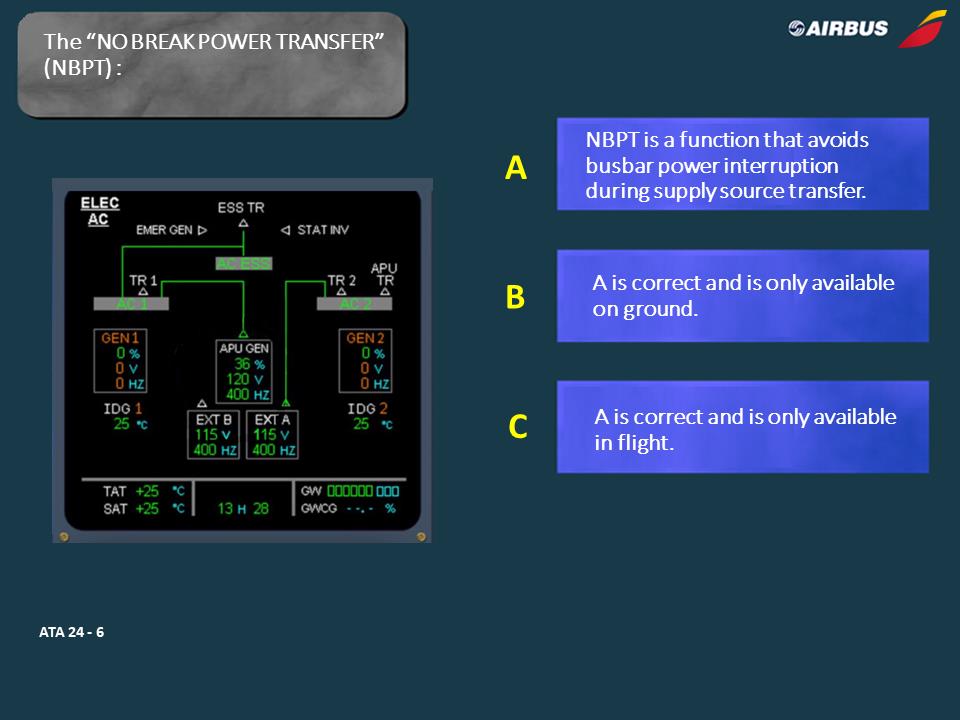 The “NO BREAK POWER TRANSFER”
(NBPT) :
AIRBUS
A
NBPT is a function that avoids
busbar power interruption
during supply source transfer.
B
A is correct and is only available
on ground.
C
A is correct and is only available
in flight.
ELEC
AC
ESS TR
EMER GEN
STAT INV
AC ESS
TR 1
TR 2
APU
TR
AC 1
AC 2
GEN 1
0 %
0 V
0 HZ
APU GEN
36 %
120 V
400 HZ
GEN 2
0 %
0 V
0 HZ
IDG 1
25 °C
EXT B
115 V
400 HZ
EXT A
115 V
400 HZ
IDG 2
25 °C
TAT +25 °C
SAT +25 °C
13 H 28
GW
GWCG --.- %
ATA 24 - 6